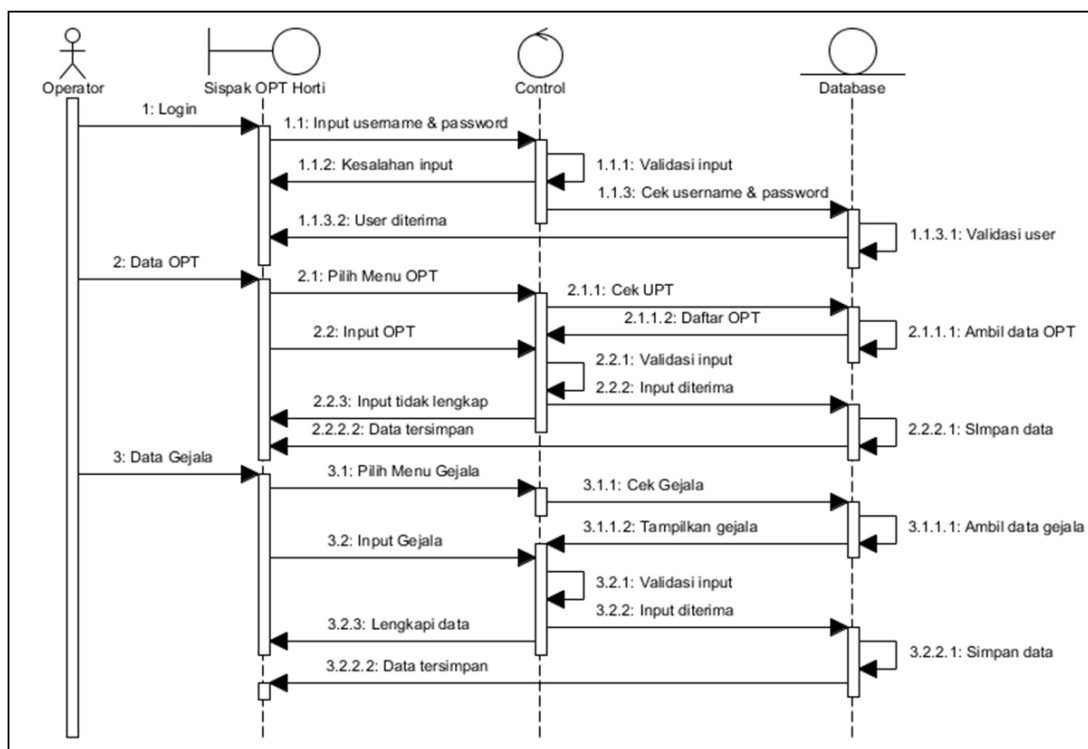 Operator
Sispak OPT Horti
Control
Database
1: Login
1.1: Input username & password
1.1.1: Validasi input
1.1.2: Kesalahan input
1.1.3: Cek username & password
1.1.3.2: User diterima
1.1.3.1: Validasi user
2: Data OPT
2.1: Pilih Menu OPT
2.1.1: Cek UPT
2.1.1.2: Daftar OPT
2.1.1.1: Ambil data OPT
2.2: Input OPT
2.2.1: Validasi input
2.2.2: Input diterima
2.2.3: Input tidak lengkap
2.2.2.2: Data tersimpan
2.2.2.1: SImpan data
3: Data Gejala
3.1: Pilih Menu Gejala
3.1.1: Cek Gejala
3.1.1.2: Tampilkan gejala
3.1.1.1: Ambil data gejala
3.2: Input Gejala
3.2.1: Validasi input
3.2.2: Input diterima
3.2.3: Lengkapi data
3.2.2.1: Simpan data
3.2.2.2: Data tersimpan